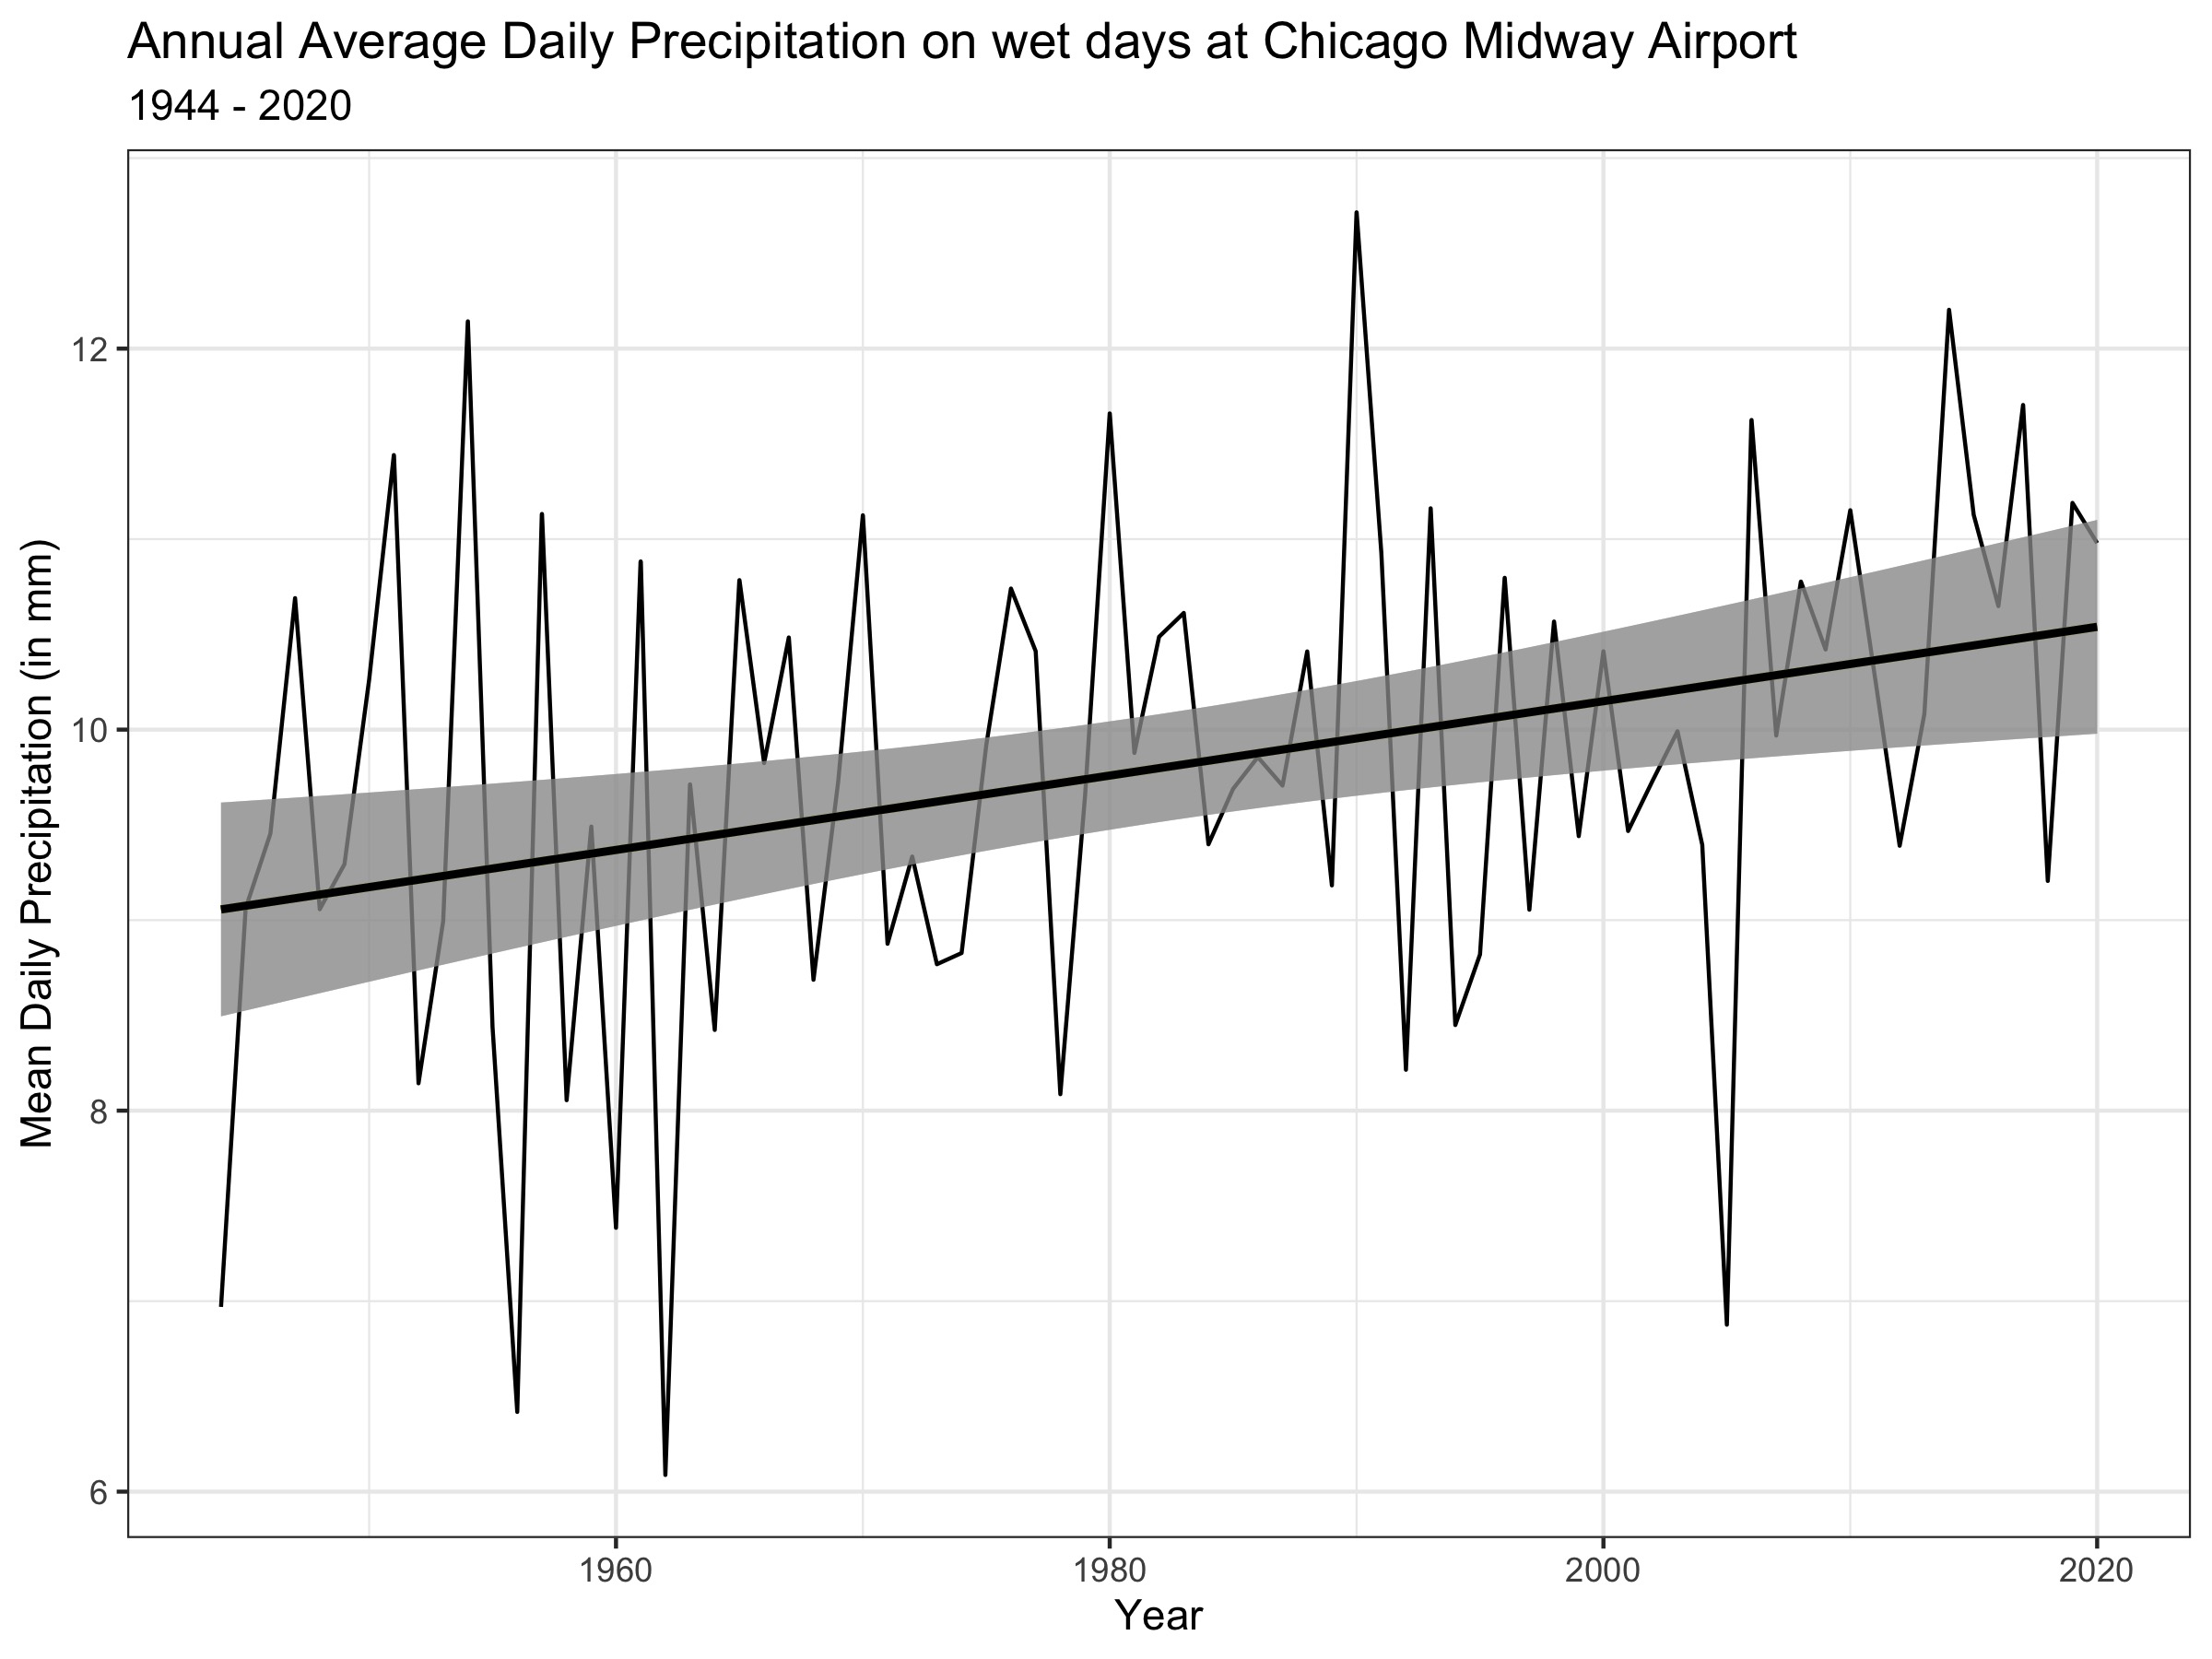 Annual Average Daily Precipitation on wet days at Chicago Midway Airport
1944 - 2020
Mean Daily Precipitation (in mm)
12
10
8
6
1960
1980
2000
2020
Year